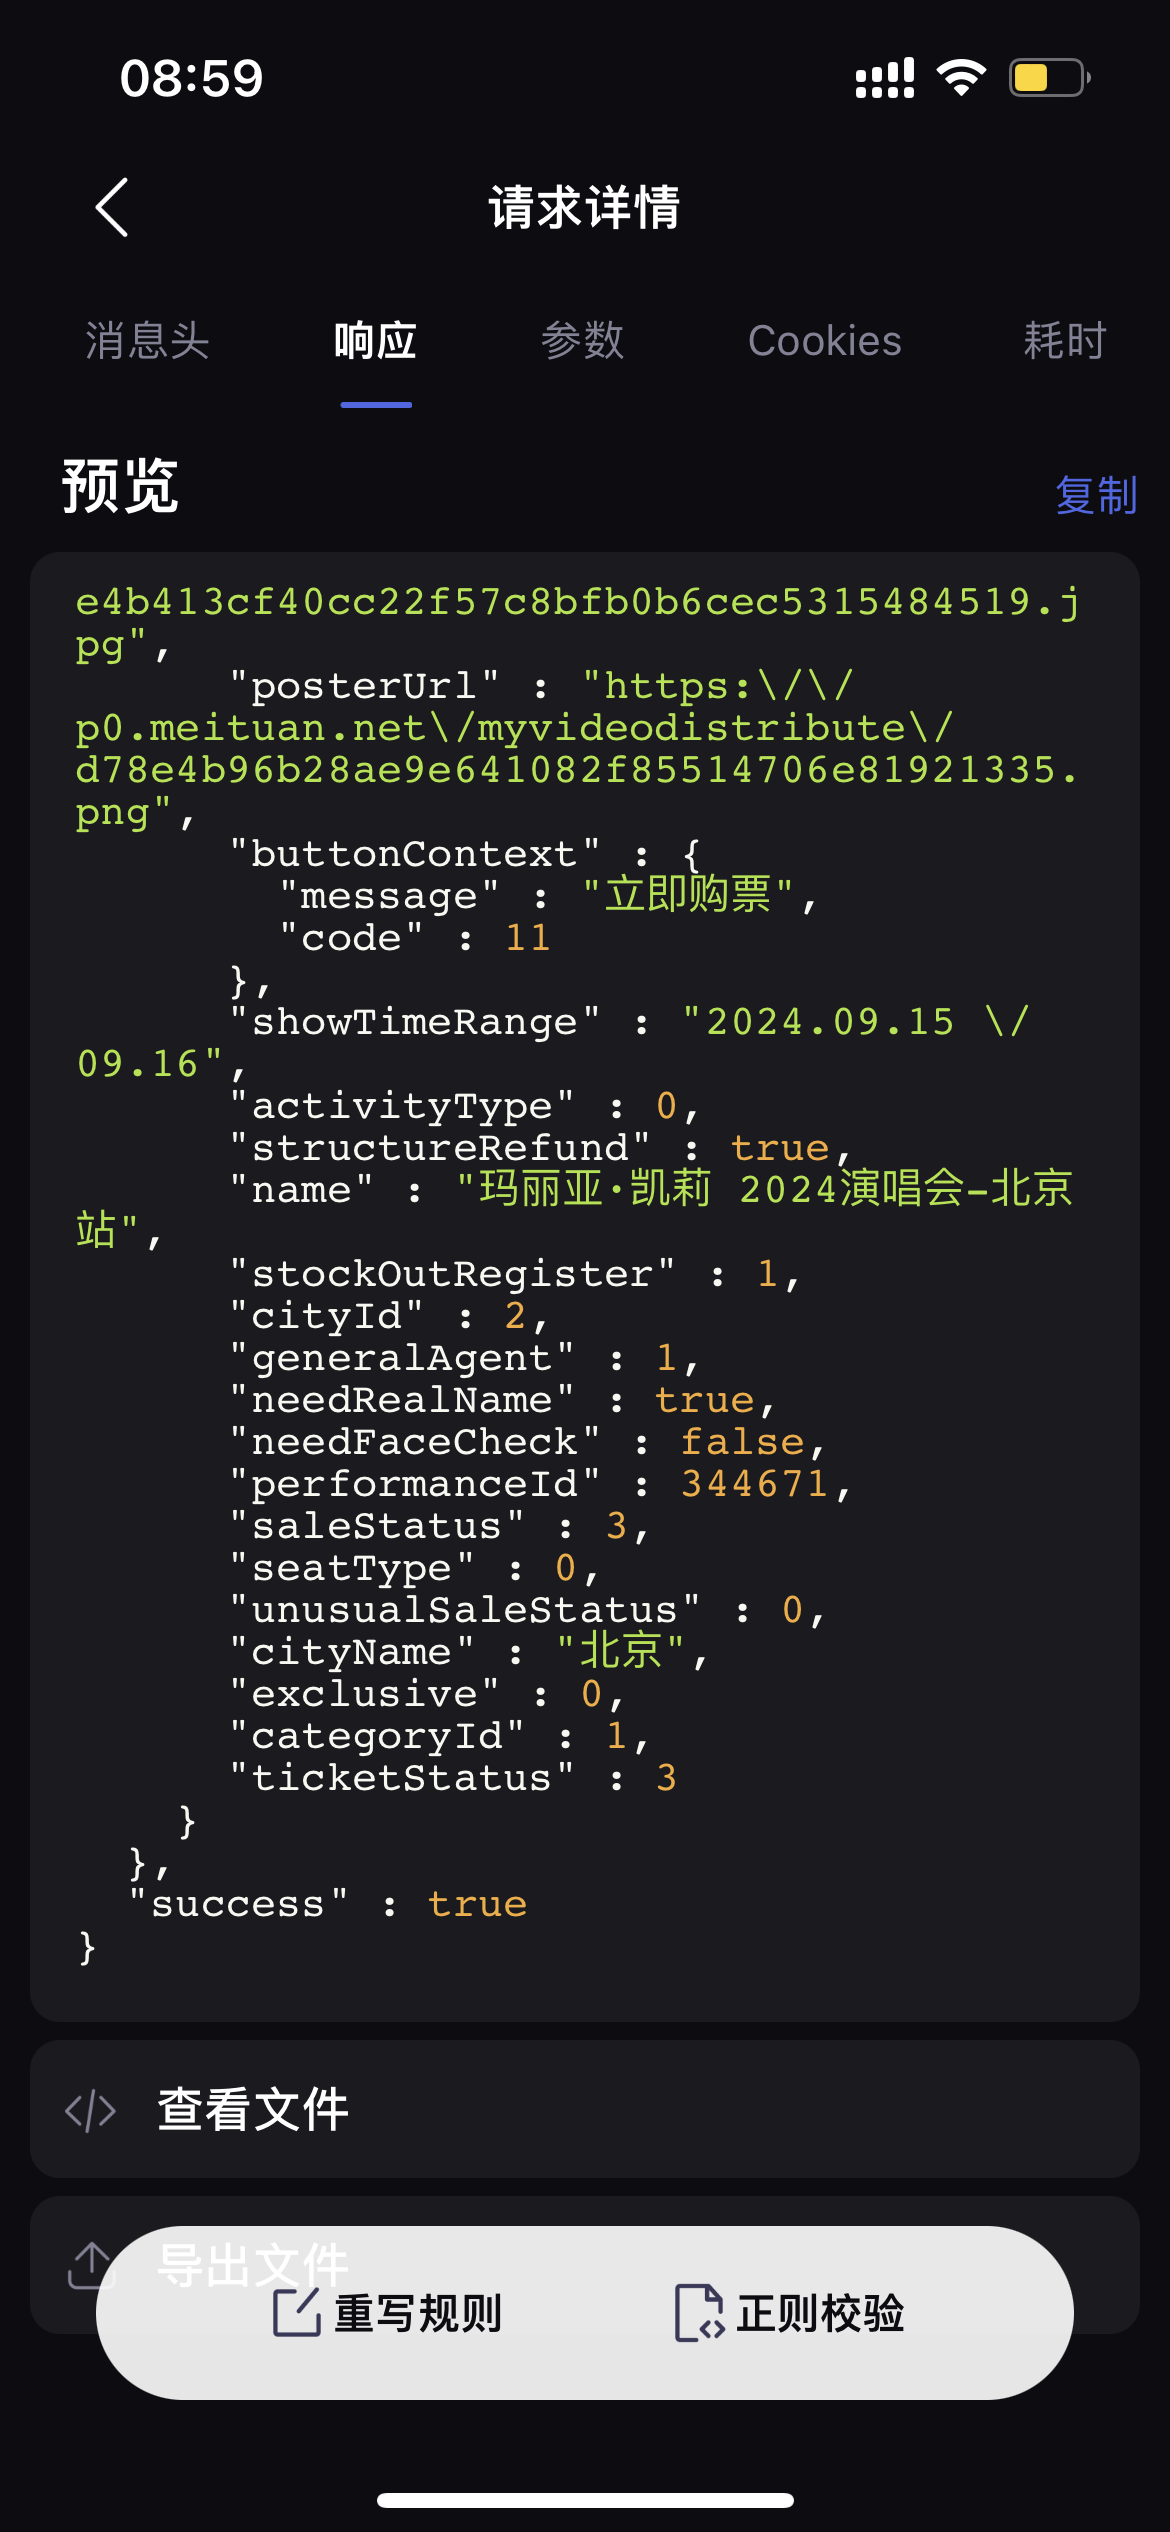 08:59
请求详情
消息头 响应 参数 Cookies 耗时
预览
复制
e4b413cf40cc22f57c8bfb0b6cec5315484519.j
pg",
"posterUrl" : "https:\/\/
p0.meituan.net\/myvideodistribute\/
d78e4b96b28ae9e641082f85514706e81921335.
png",
"buttonContext" : {
"message" : "立即购票",
"code" : 11
},
"showTimeRange" : "2024.09.15 \/
09.16",
"activityType" : 0,
"structureRefund" : true,
"name" : "玛丽亚·凯莉 2024演唱会-北京
站",
"stockOutRegister" : 1,
"cityId" : 2,
"generalAgent" : 1,
"needRealName" : true,
"needFaceCheck" : false,
"performanceId" : 344671,
"saleStatus" : 3,
"seatType" : 0,
"unusualSaleStatus" : 0,
"cityName" : "北京",
"exclusive" : 0,
"categoryId" : 1,
"ticketStatus" : 3
}
},
"success" : true
}
查看文件
导出文件
重写规则 正则校验